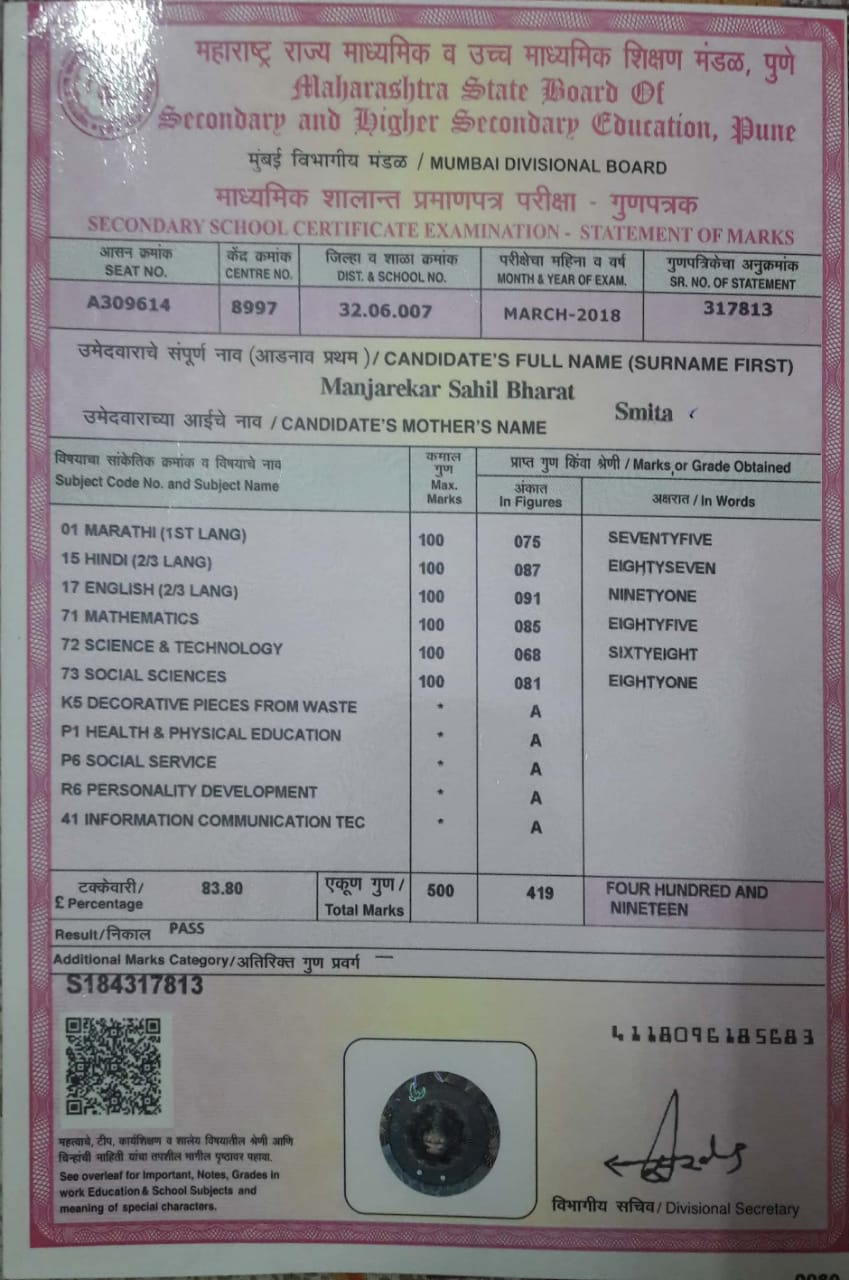 महाराष्ट्र राज्य माध्यमिक व उच्च माध्यमिक शिक्षण मंडळ, पुणे
Maharashtra State Board Of
Secondary and Higher Secondary Education, Pune
मुंबई विभागीय मंडळ / MUMBAI DIVISIONAL BOARD
माध्यमिक शालान्त प्रमाणपत्र परीक्षा - गुणपत्रक
SECONDARY SCHOOL CERTIFICATE EXAMINATION - STATEMENT OF MARKS
आसन क्रमांक केंद्र क्रमांक जिल्हा व शाळा क्रमांक परीक्षेचा महिना व वर्ष गुणपत्रिकेचा अनुक्रमांक
SEAT NO. CENTRE NO. DIST. & SCHOOL NO. MONTH & YEAR OF EXAM. SR. NO. OF STATEMENT
A309614 8997 32.06.007 MARCH-2018 317813
उमेदवाराचे संपूर्ण नाव (आडनाव प्रथम) / CANDIDATE'S FULL NAME (SURNAME FIRST)
Manjarekar Sahil Bharat
उमेदवाराच्या आईचे नाव / CANDIDATE'S MOTHER'S NAME Smita
विषयाचा सांकेतिक क्रमांक व विषयाचे नाव
Subject Code No. and Subject Name
कमाल
गुण
Max.
Marks
प्राप्त गुण किंवा श्रेणी / Marks or Grade Obtained
अंकात
In Figures
अक्षरात / In Words
01 MARATHI (1ST LANG) 100 075 SEVENTYFIVE
15 HINDI (2/3 LANG) 100 087 EIGHTYSEVEN
17 ENGLISH (2/3 LANG) 100 091 NINETYONE
71 MATHEMATICS 100 085 EIGHTYFIVE
72 SCIENCE & TECHNOLOGY 100 068 SIXTYEIGHT
73 SOCIAL SCIENCES 100 081 EIGHTYONE
K5 DECORATIVE PIECES FROM WASTE * A
P1 HEALTH & PHYSICAL EDUCATION * A
P6 SOCIAL SERVICE * A
R6 PERSONALITY DEVELOPMENT * A
41 INFORMATION COMMUNICATION TEC * A
टक्केवारी/ 83.80 एकूण गुण / 500 419 FOUR HUNDRED AND
£ Percentage Total Marks NINETEEN
Result/निकाल PASS
Additional Marks Category/अतिरिक्त गुण प्रवर्ग —
S184317813
4118096185683
महत्वाचे, टीप, कार्यशिक्षण व शालेय विषयातील श्रेणी आणि
चिन्हांची माहिती यांचा तपशील मागील पृष्ठावर पहावा.
See overleaf for Important, Notes, Grades in
work Education & School Subjects and
meaning of special characters.
विभागीय सचिव/ Divisional Secretary